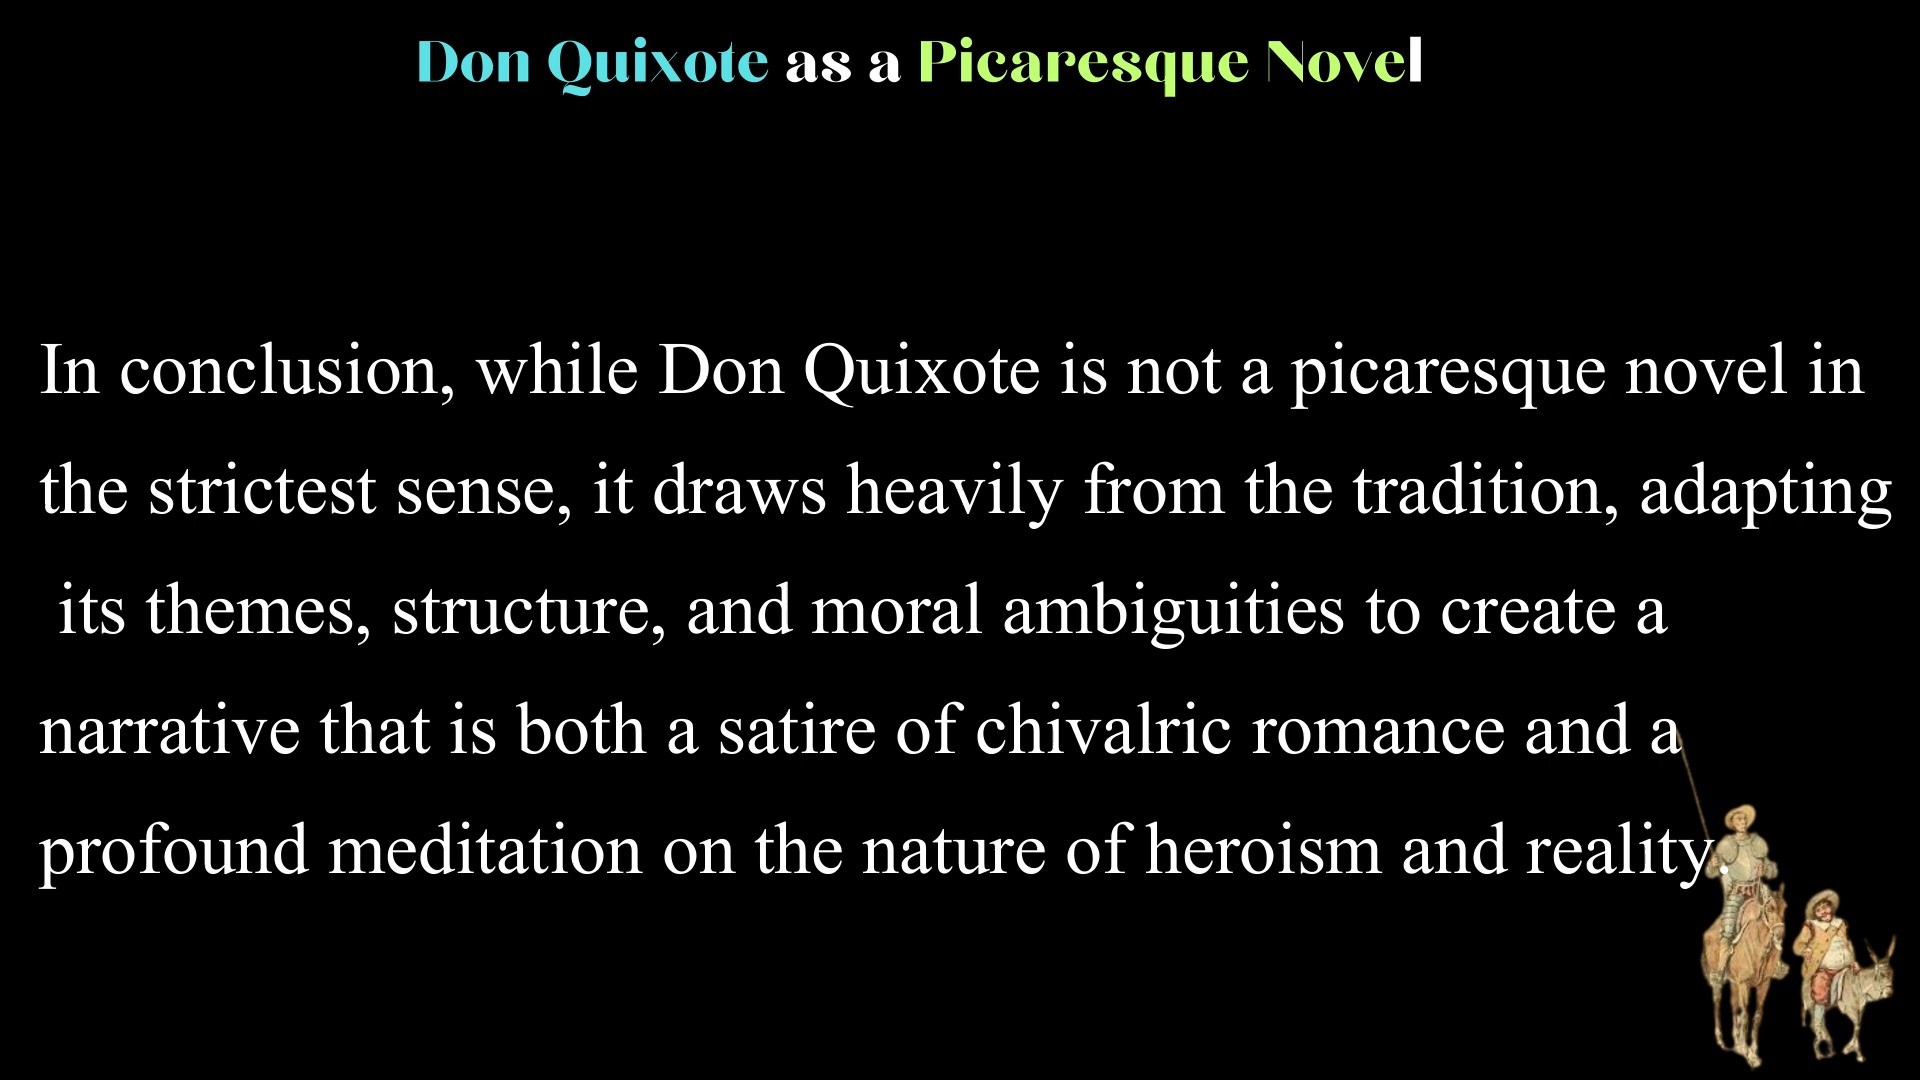 Don Quixote as a Picaresque Novel
In conclusion, while Don Quixote is not a picaresque novel in
the strictest sense, it draws heavily from the tradition, adapting
its themes, structure, and moral ambiguities to create a
narrative that is both a satire of chivalric romance and a
profound meditation on the nature of heroism and reality.